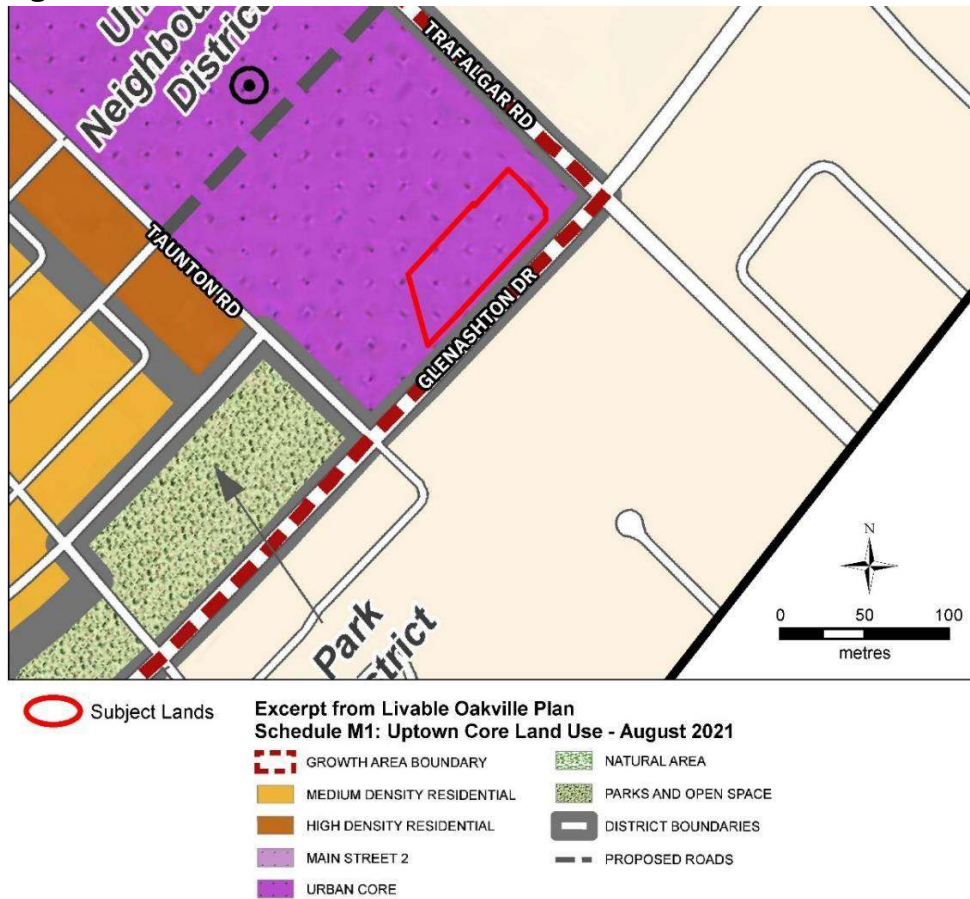 Neighbou
District
TRAFALGAR RD
TAUNTON RD
GLENASHTON DR
Park
strict
N
0 50 100
metres
Subject Lands
Excerpt from Livable Oakville Plan
Schedule M1: Uptown Core Land Use - August 2021
GROWTH AREA BOUNDARY
MEDIUM DENSITY RESIDENTIAL
HIGH DENSITY RESIDENTIAL
MAIN STREET 2
URBAN CORE
NATURAL AREA
PARKS AND OPEN SPACE
DISTRICT BOUNDARIES
PROPOSED ROADS